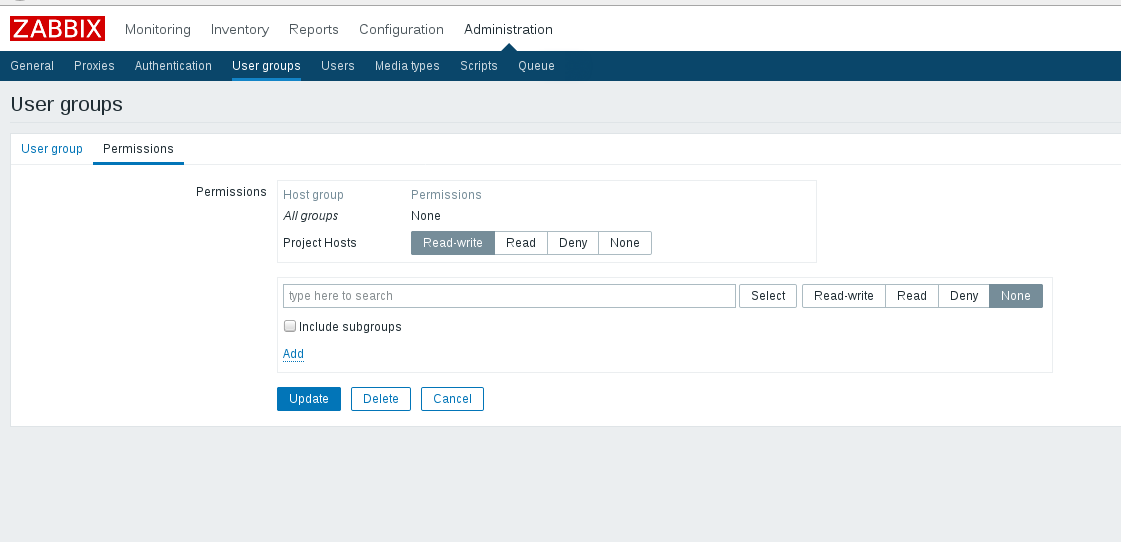 ZABBIX Monitoring Inventory Reports Configuration Administration
General Proxies Authentication User groups Users Media types Scripts Queue
User groups
User group Permissions
Permissions Host group Permissions
All groups None
Project Hosts Read-write Read Deny None
type here to search Select Read-write Read Deny None
Include subgroups
Add
Update Delete Cancel